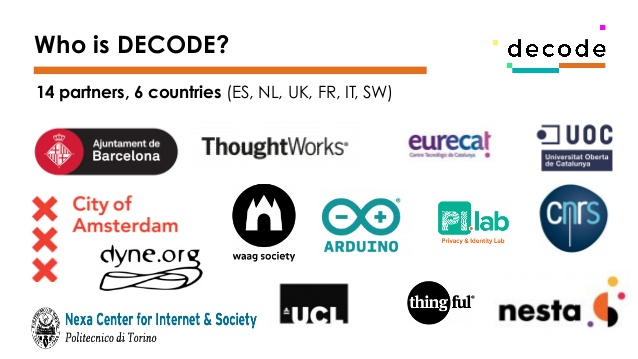 Who is DECODE?
decode
14 partners, 6 countries (ES, NL, UK, FR, IT, SW)
Ajuntament de
Barcelona
ThoughtWorks®
eurecat
Centre Tecnològic de Catalunya
UOC
Universitat Oberta
de Catalunya
City of
Amsterdam
dyne.org
waag society
ARDUINO
PI.lab
Privacy & Identity Lab
cnrs
Nexa Center for Internet & Society
Politecnico di Torino
UCL
thingful®
nesta